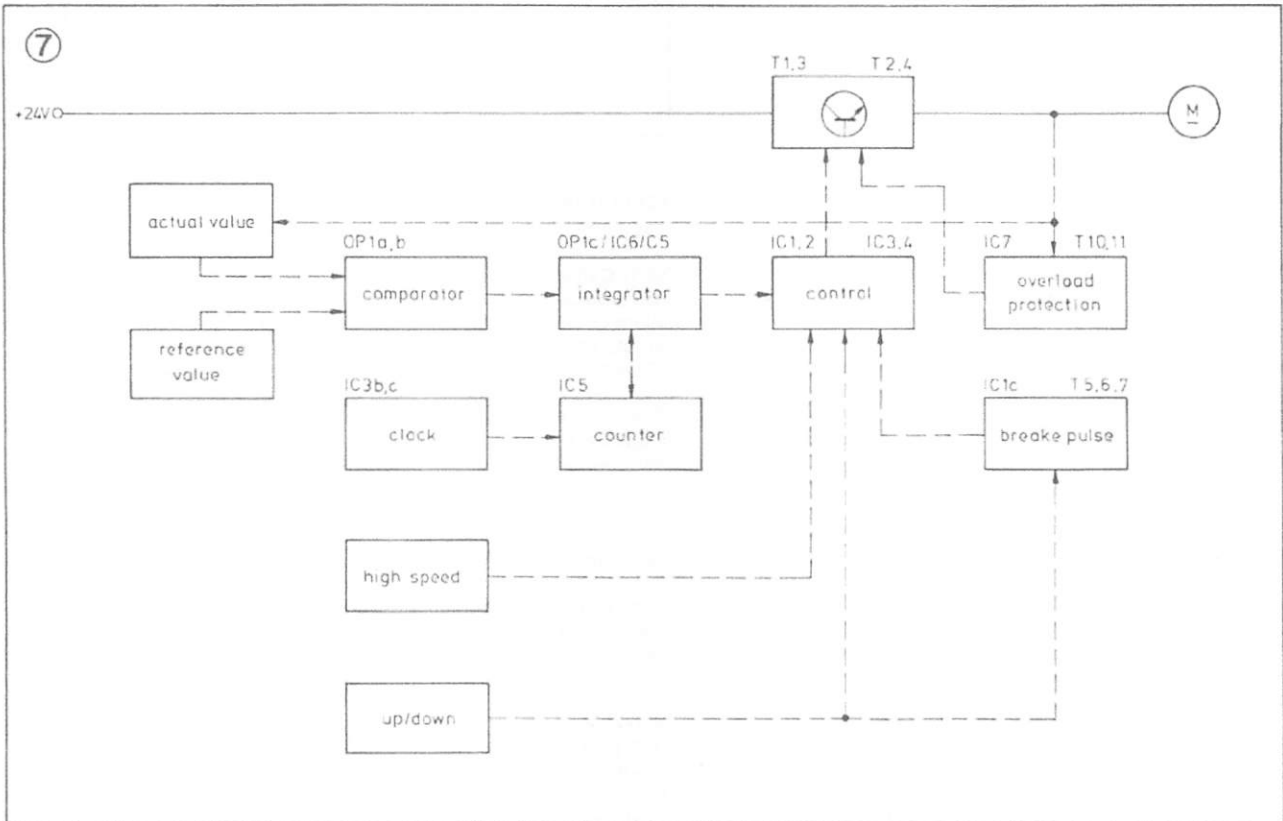 7
T1,3 T2,4
+24V
M
actual value
OP1a,b
OP1c/IC6/C5
IC1,2 IC3,4
IC7 T10,11
comparator
integrator
control
overload
protection
reference
value
IC3b,c
IC5
IC1c T5,6,7
clock
counter
breake pulse
high speed
up/down